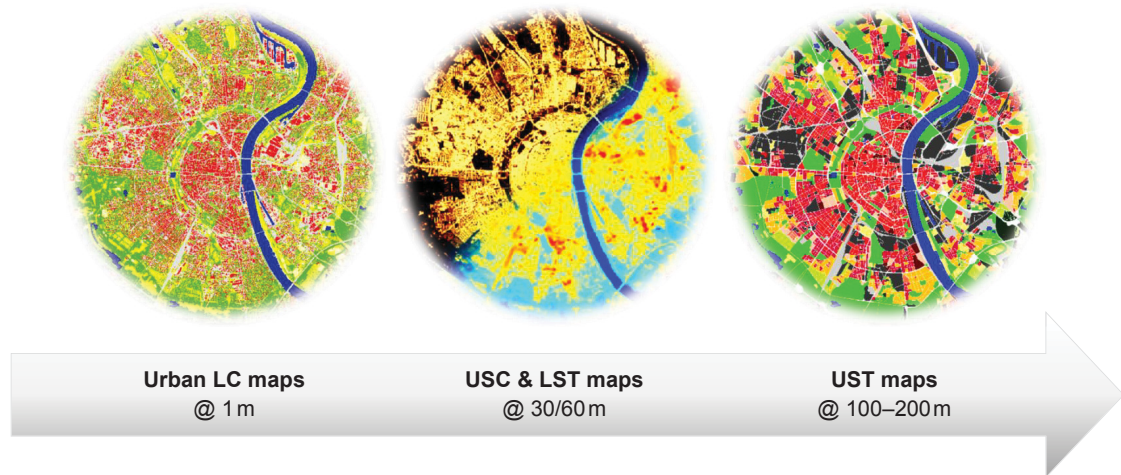 Urban LC maps
@ 1 m
USC & LST maps
@ 30/60 m
UST maps
@ 100–200 m